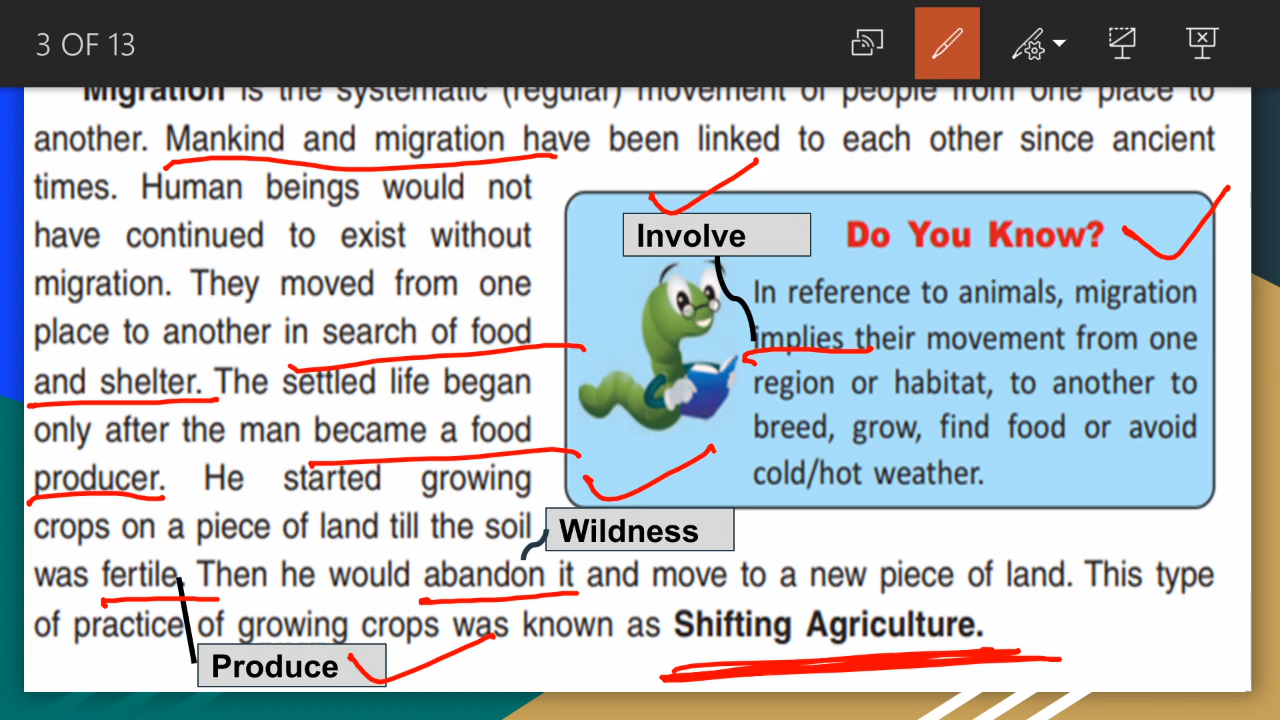 3 OF 13
Migration is the systematic (regular) movement of people from one place to
another. Mankind and migration have been linked to each other since ancient
times. Human beings would not
have continued to exist without
migration. They moved from one
place to another in search of food
and shelter. The settled life began
only after the man became a food
producer. He started growing
crops on a piece of land till the soil
was fertile. Then he would abandon it and move to a new piece of land. This type
of practice of growing crops was known as Shifting Agriculture.
Involve
Do You Know?
In reference to animals, migration
implies their movement from one
region or habitat, to another to
breed, grow, find food or avoid
cold/hot weather.
Wildness
Produce